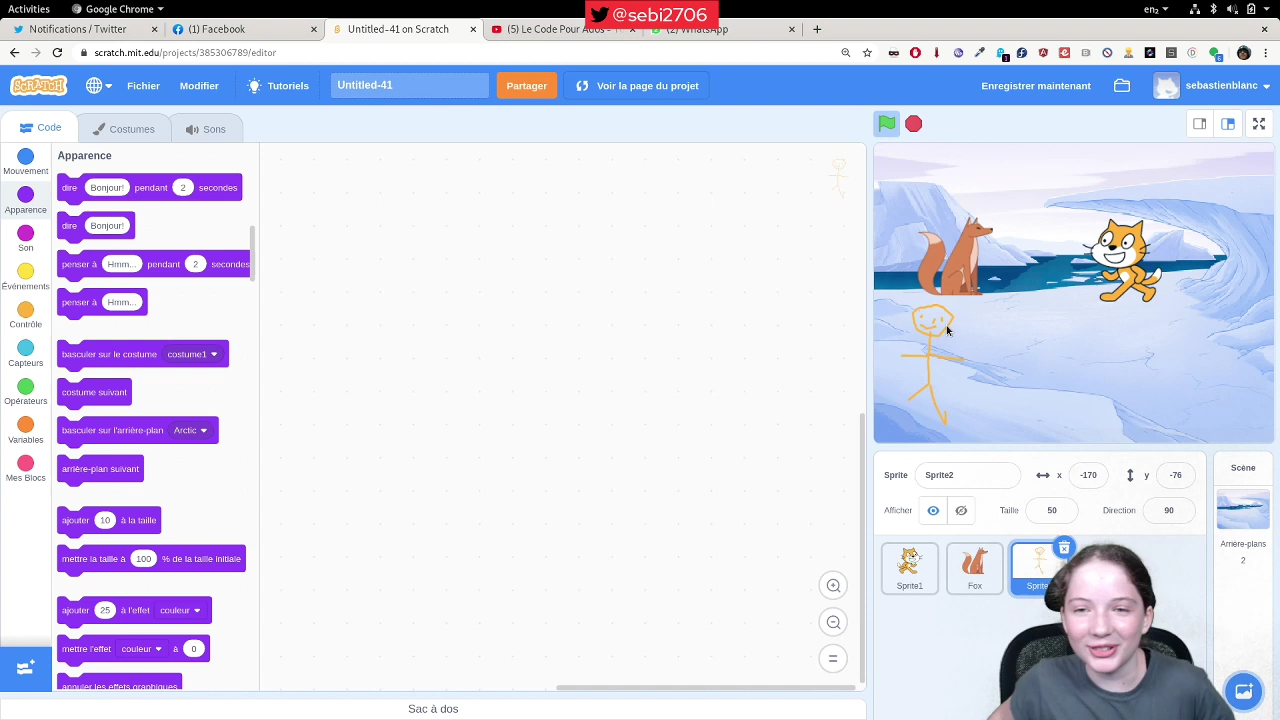 Activities
Google Chrome
@sebi2706
en₂
Notifications / Twitter
(1) Facebook
Untitled-41 on Scratch
(5) Le Code Pour Ados -
(2) WhatsApp
scratch.mit.edu/projects/385306789/editor
SCRATCH
Fichier
Modifier
Tutoriels
Untitled-41
Partager
Voir la page du projet
Enregistrer maintenant
sebastienblanc
Code
Costumes
Sons
Mouvement
Apparence
Son
Événements
Contrôle
Capteurs
Opérateurs
Variables
Mes Blocs
Apparence
dire Bonjour! pendant 2 secondes
dire Bonjour!
penser à Hmm... pendant 2 secondes
penser à Hmm...
basculer sur le costume costume1
costume suivant
basculer sur l'arrière-plan Arctic
arrière-plan suivant
ajouter 10 à la taille
mettre la taille à 100 % de la taille initiale
ajouter 25 à l'effet couleur
mettre l'effet couleur à 0
annuler les effets graphiques
Sac à dos
Sprite Sprite2 x -170 y -76
Afficher Taille 50 Direction 90
Sprite1
Fox
Sprite
Scène
Arrière-plans
2